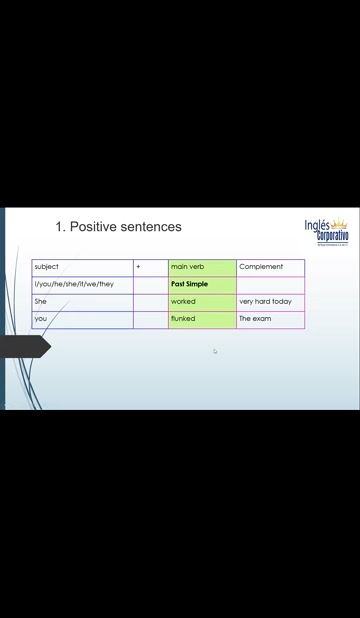 1. Positive sentences
Inglés
Corporativo
subject + main verb Complement
I/you/he/she/it/we/they Past Simple
She worked very hard today
you flunked The exam